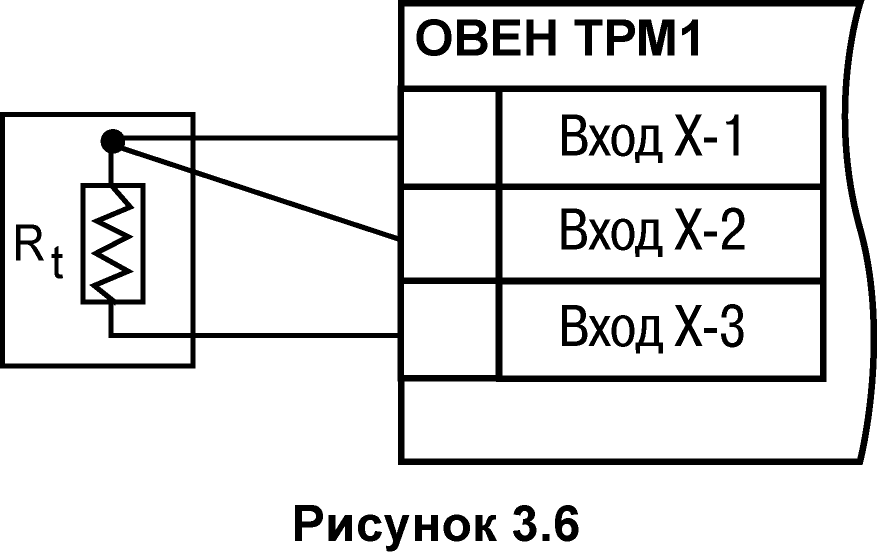 ОВЕН ТРМ1
Вход X-1
Вход X-2
Вход X-3
Rt
Рисунок 3.6